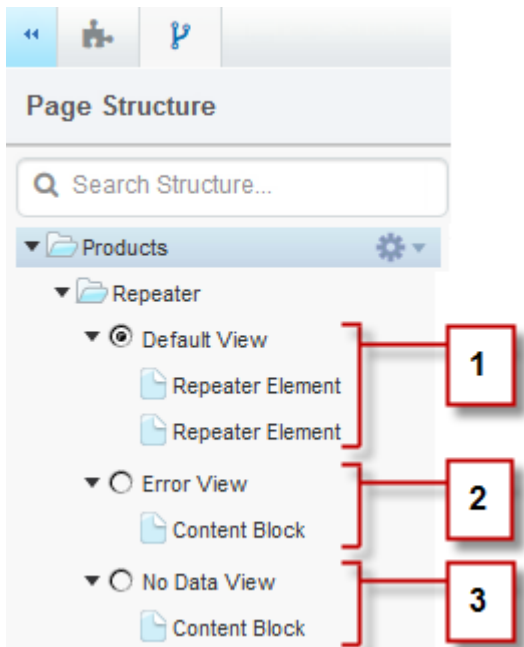 Page Structure
Search Structure...
Products
Repeater
Default View
Repeater Element
Repeater Element
1
Error View
Content Block
2
No Data View
Content Block
3